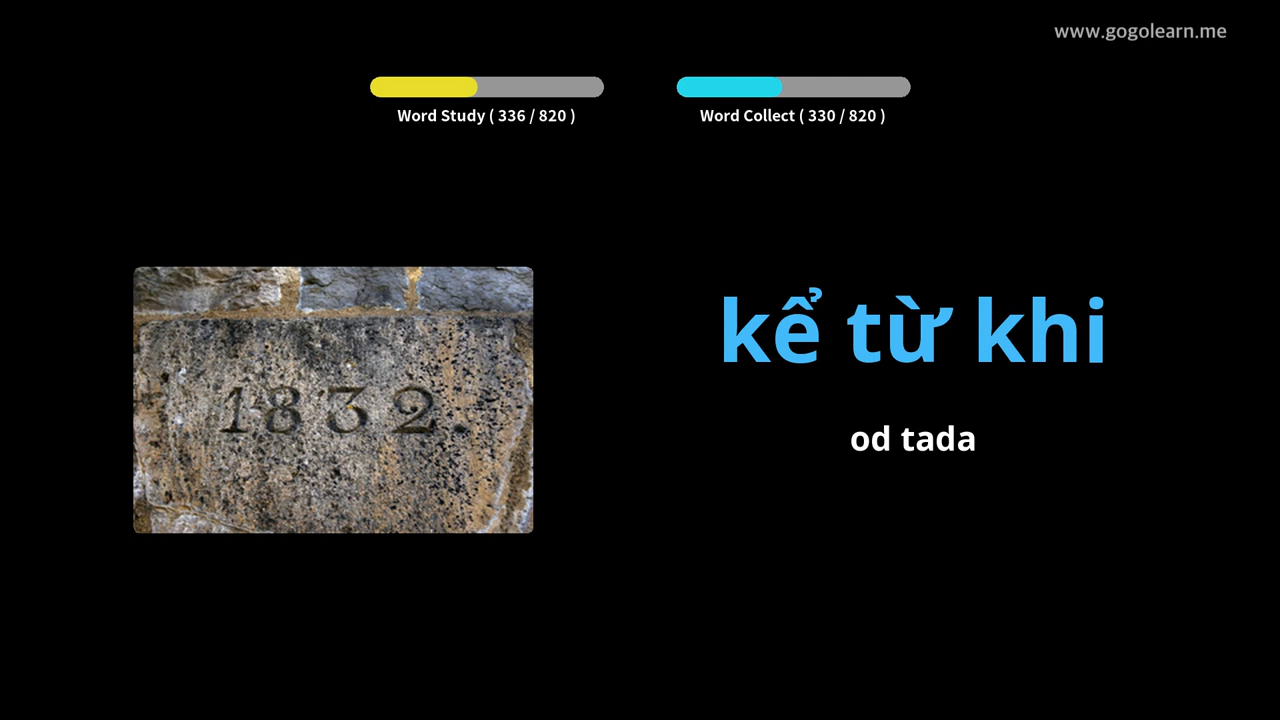 www.gogolearn.me
Word Study ( 336 / 820 )
Word Collect ( 330 / 820 )
1832.
kể từ khi
od tada